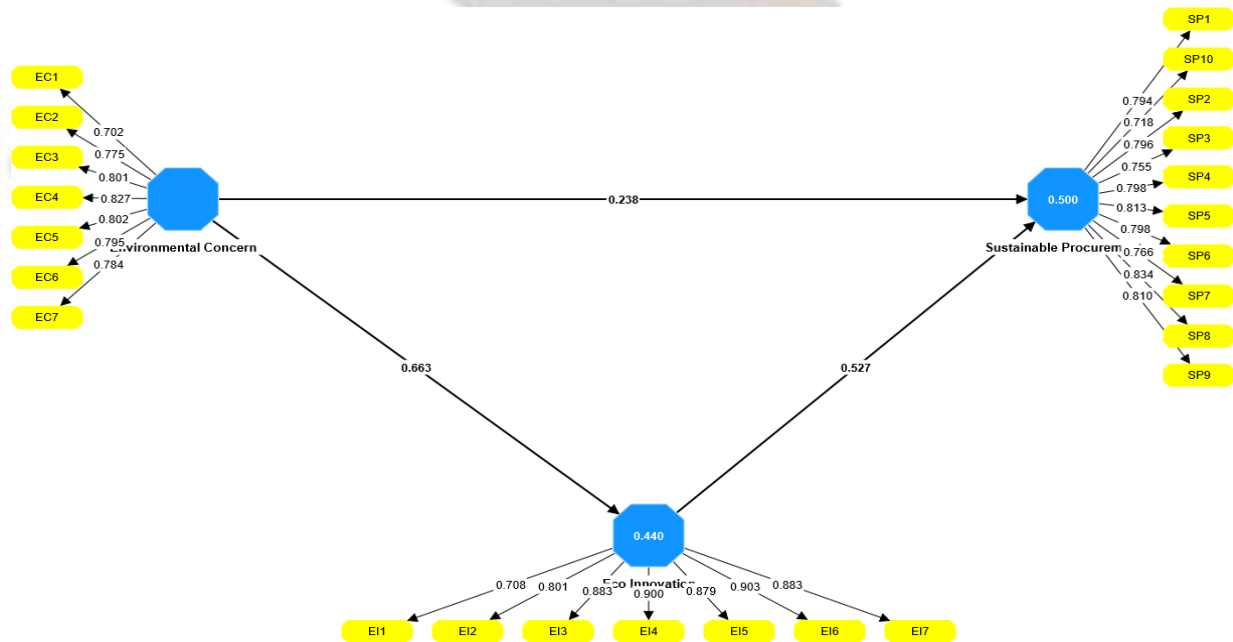 EC1
EC2
EC3
EC4
EC5
EC6
EC7
0.702
0.775
0.801
0.827
0.802
0.795
0.784
Environmental Concern
0.238
0.663
0.527
0.500
Sustainable Procurem
0.794
0.718
0.796
0.755
0.798
0.813
0.798
0.766
0.834
0.810
SP1
SP10
SP2
SP3
SP4
SP5
SP6
SP7
SP8
SP9
0.440
Eco Innovation
0.708
0.801
0.883
0.900
0.879
0.903
0.883
EI1
EI2
EI3
EI4
EI5
EI6
EI7